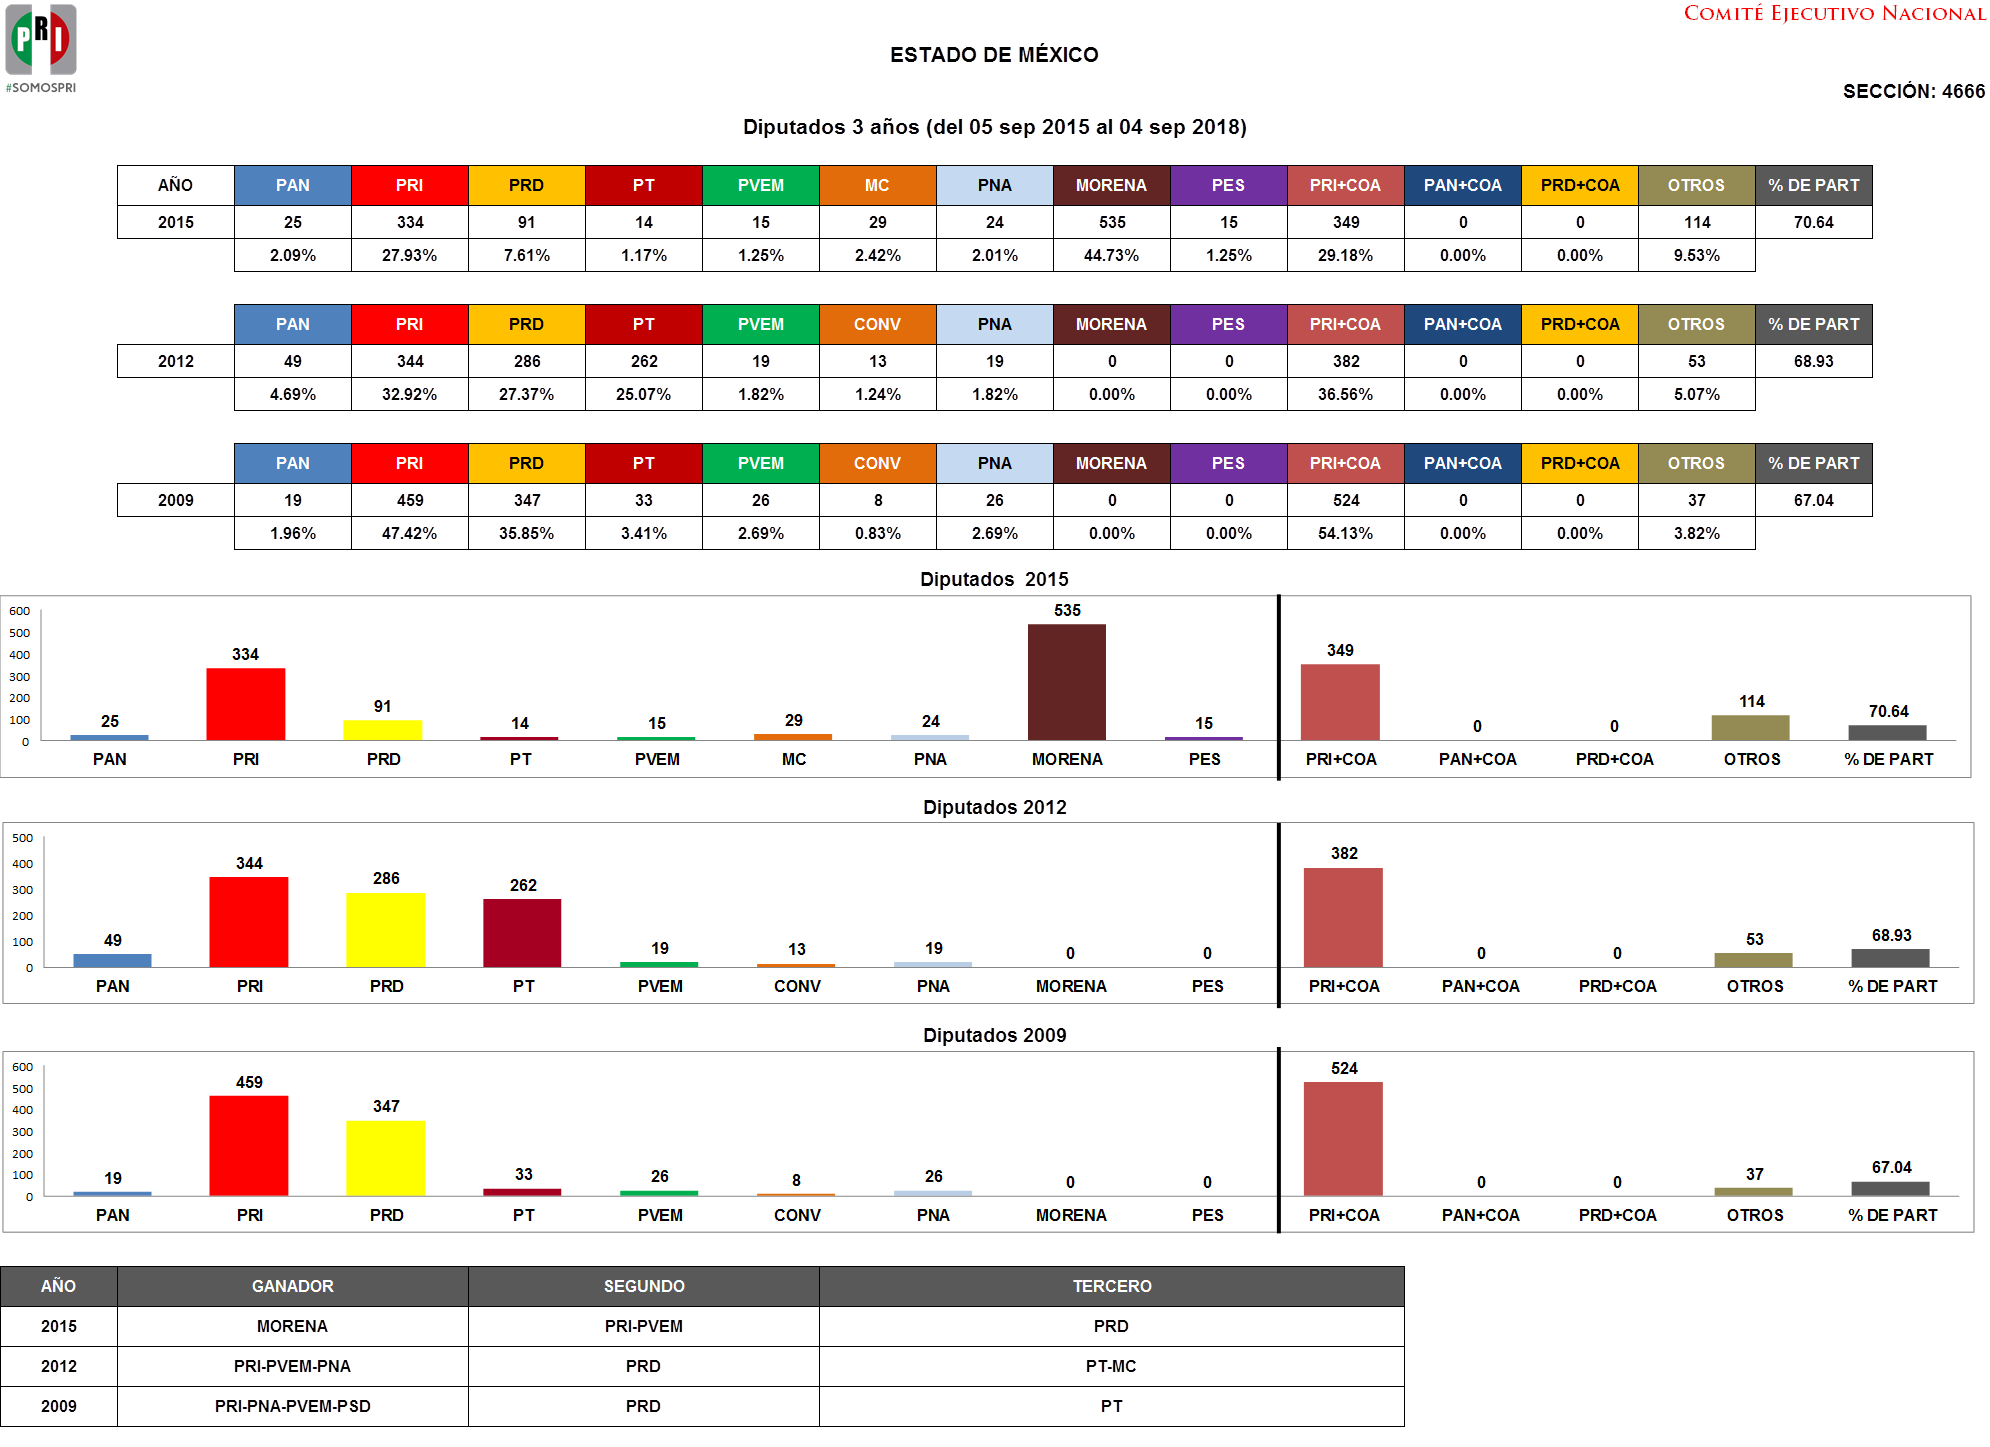 PRI
#SOMOSPRI
COMITÉ EJECUTIVO NACIONAL
ESTADO DE MÉXICO
SECCIÓN: 4666
Diputados 3 años (del 05 sep 2015 al 04 sep 2018)
AÑO PAN PRI PRD PT PVEM MC PNA MORENA PES PRI+COA PAN+COA PRD+COA OTROS % DE PART
2015 25 334 91 14 15 29 24 535 15 349 0 0 114 70.64
2.09% 27.93% 7.61% 1.17% 1.25% 2.42% 2.01% 44.73% 1.25% 29.18% 0.00% 0.00% 9.53%
PAN PRI PRD PT PVEM CONV PNA MORENA PES PRI+COA PAN+COA PRD+COA OTROS % DE PART
2012 49 344 286 262 19 13 19 0 0 382 0 0 53 68.93
4.69% 32.92% 27.37% 25.07% 1.82% 1.24% 1.82% 0.00% 0.00% 36.56% 0.00% 0.00% 5.07%
PAN PRI PRD PT PVEM CONV PNA MORENA PES PRI+COA PAN+COA PRD+COA OTROS % DE PART
2009 19 459 347 33 26 8 26 0 0 524 0 0 37 67.04
1.96% 47.42% 35.85% 3.41% 2.69% 0.83% 2.69% 0.00% 0.00% 54.13% 0.00% 0.00% 3.82%
Diputados 2015
600
500
400
300
200
100
0
25 334 91 14 15 29 24 535 15 349 0 0 114 70.64
PAN PRI PRD PT PVEM MC PNA MORENA PES PRI+COA PAN+COA PRD+COA OTROS % DE PART
Diputados 2012
500
400
300
200
100
0
49 344 286 262 19 13 19 0 0 382 0 0 53 68.93
PAN PRI PRD PT PVEM CONV PNA MORENA PES PRI+COA PAN+COA PRD+COA OTROS % DE PART
Diputados 2009
600
500
400
300
200
100
0
19 459 347 33 26 8 26 0 0 524 0 0 37 67.04
PAN PRI PRD PT PVEM CONV PNA MORENA PES PRI+COA PAN+COA PRD+COA OTROS % DE PART
AÑO GANADOR SEGUNDO TERCERO
2015 MORENA PRI-PVEM PRD
2012 PRI-PVEM-PNA PRD PT-MC
2009 PRI-PNA-PVEM-PSD PRD PT